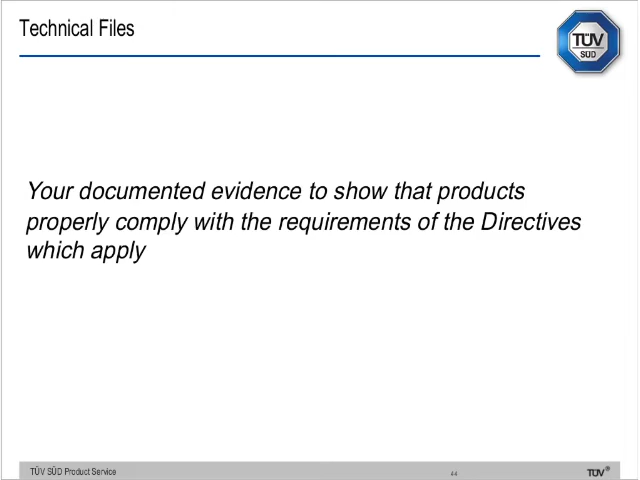 Technical Files
TÜV
SÜD
Your documented evidence to show that products
properly comply with the requirements of the Directives
which apply
TÜV SÜD Product Service
44
TÜV®